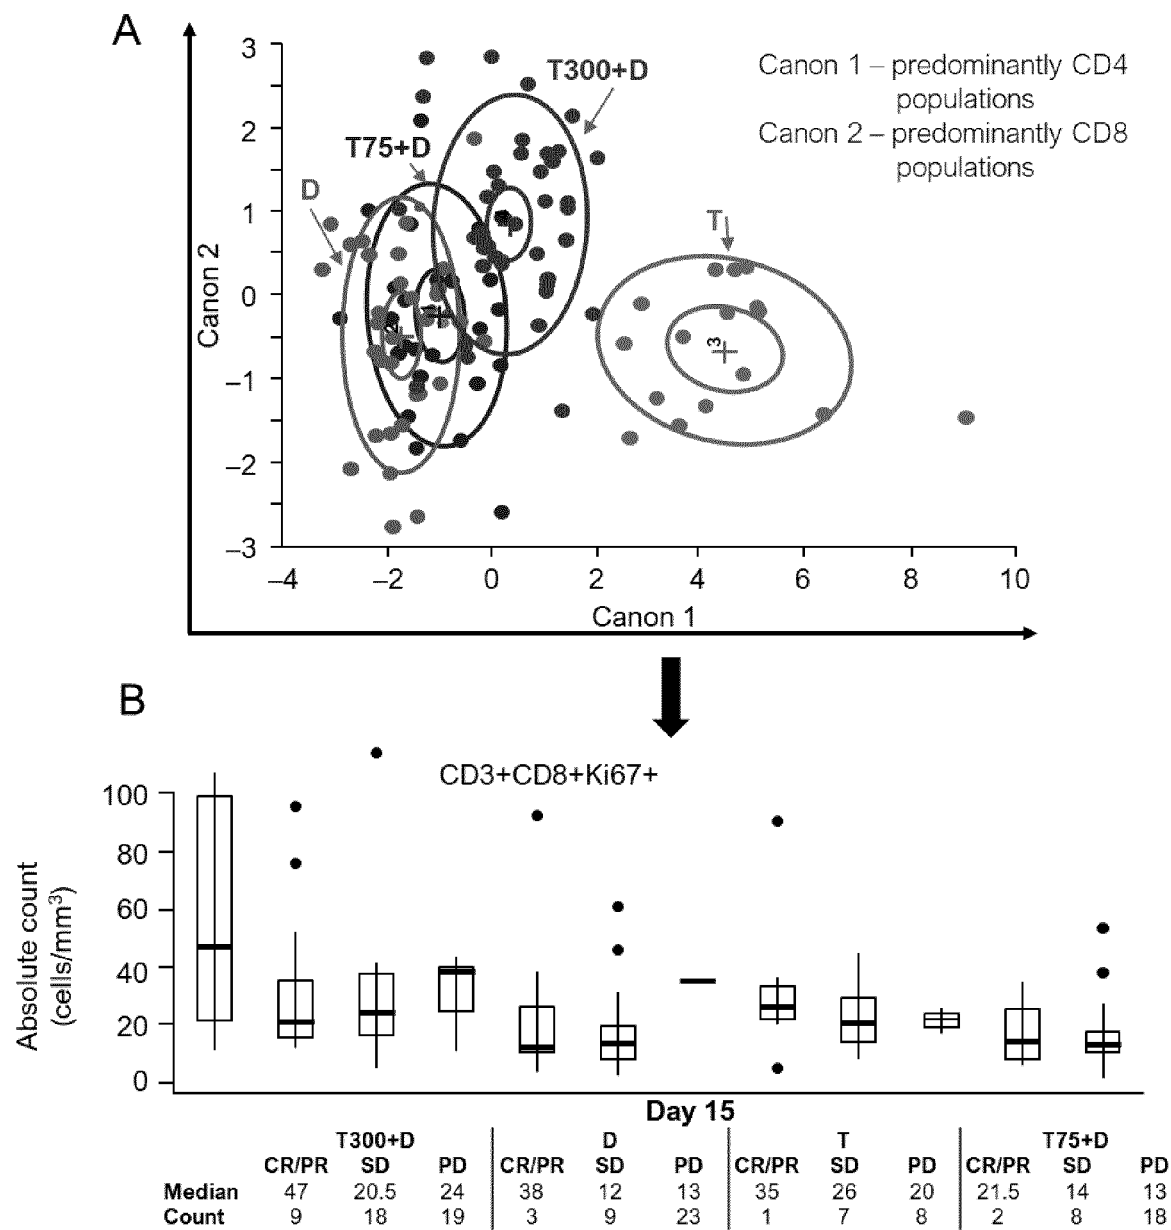 A
Canon 1 – predominantly CD4
populations
Canon 2 – predominantly CD8
populations
T300+D
T75+D
D
T
3
2
1
0
–1
–2
–3
Canon 2
1
2
3
–4
–2
0
2
4
6
8
10
Canon 1
B
CD3+CD8+Ki67+
100
80
60
40
20
0
Absolute count
(cells/mm³)
Day 15
T300+D D T T75+D
CR/PR SD PD CR/PR SD PD CR/PR SD PD CR/PR SD PD
Median 47 20.5 24 38 12 13 35 26 20 21.5 14 13
Count 9 18 19 3 9 23 1 7 8 2 8 18